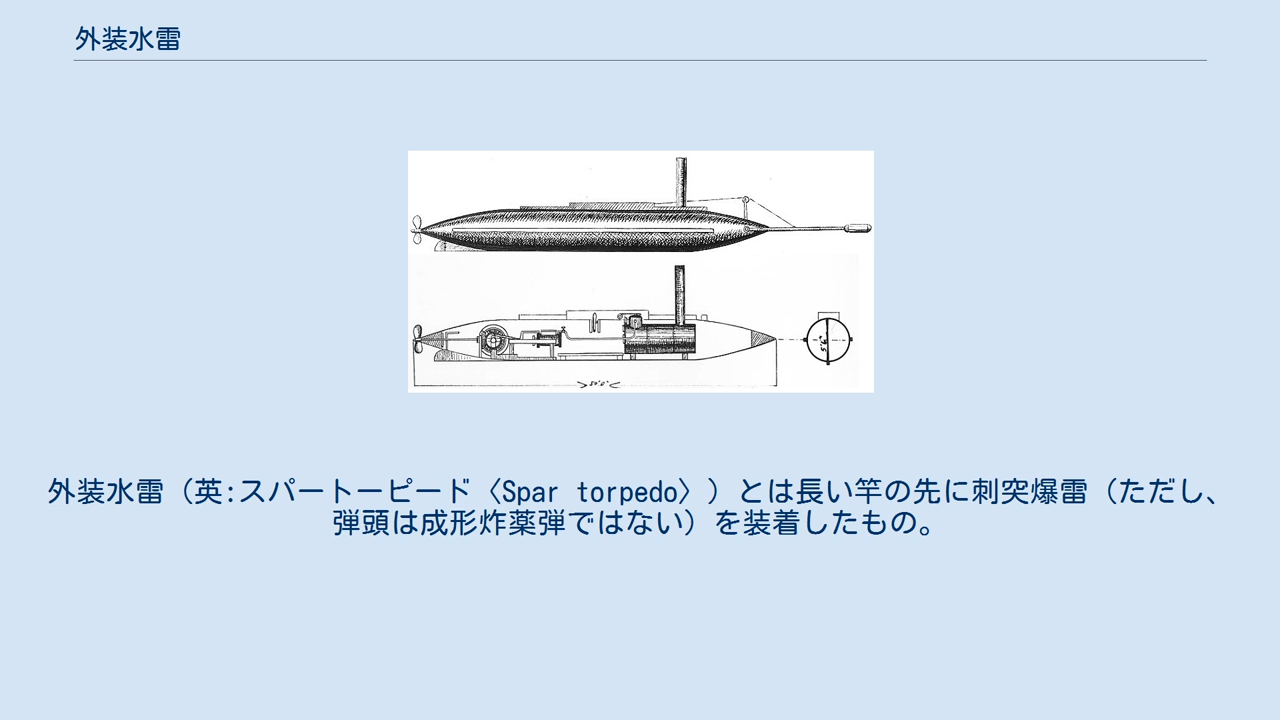 外装水雷
外装水雷（英:スパートーピード〈Spar torpedo〉）とは長い竿の先に刺突爆雷（ただし、
弾頭は成形炸薬弾ではない）を装着したもの。